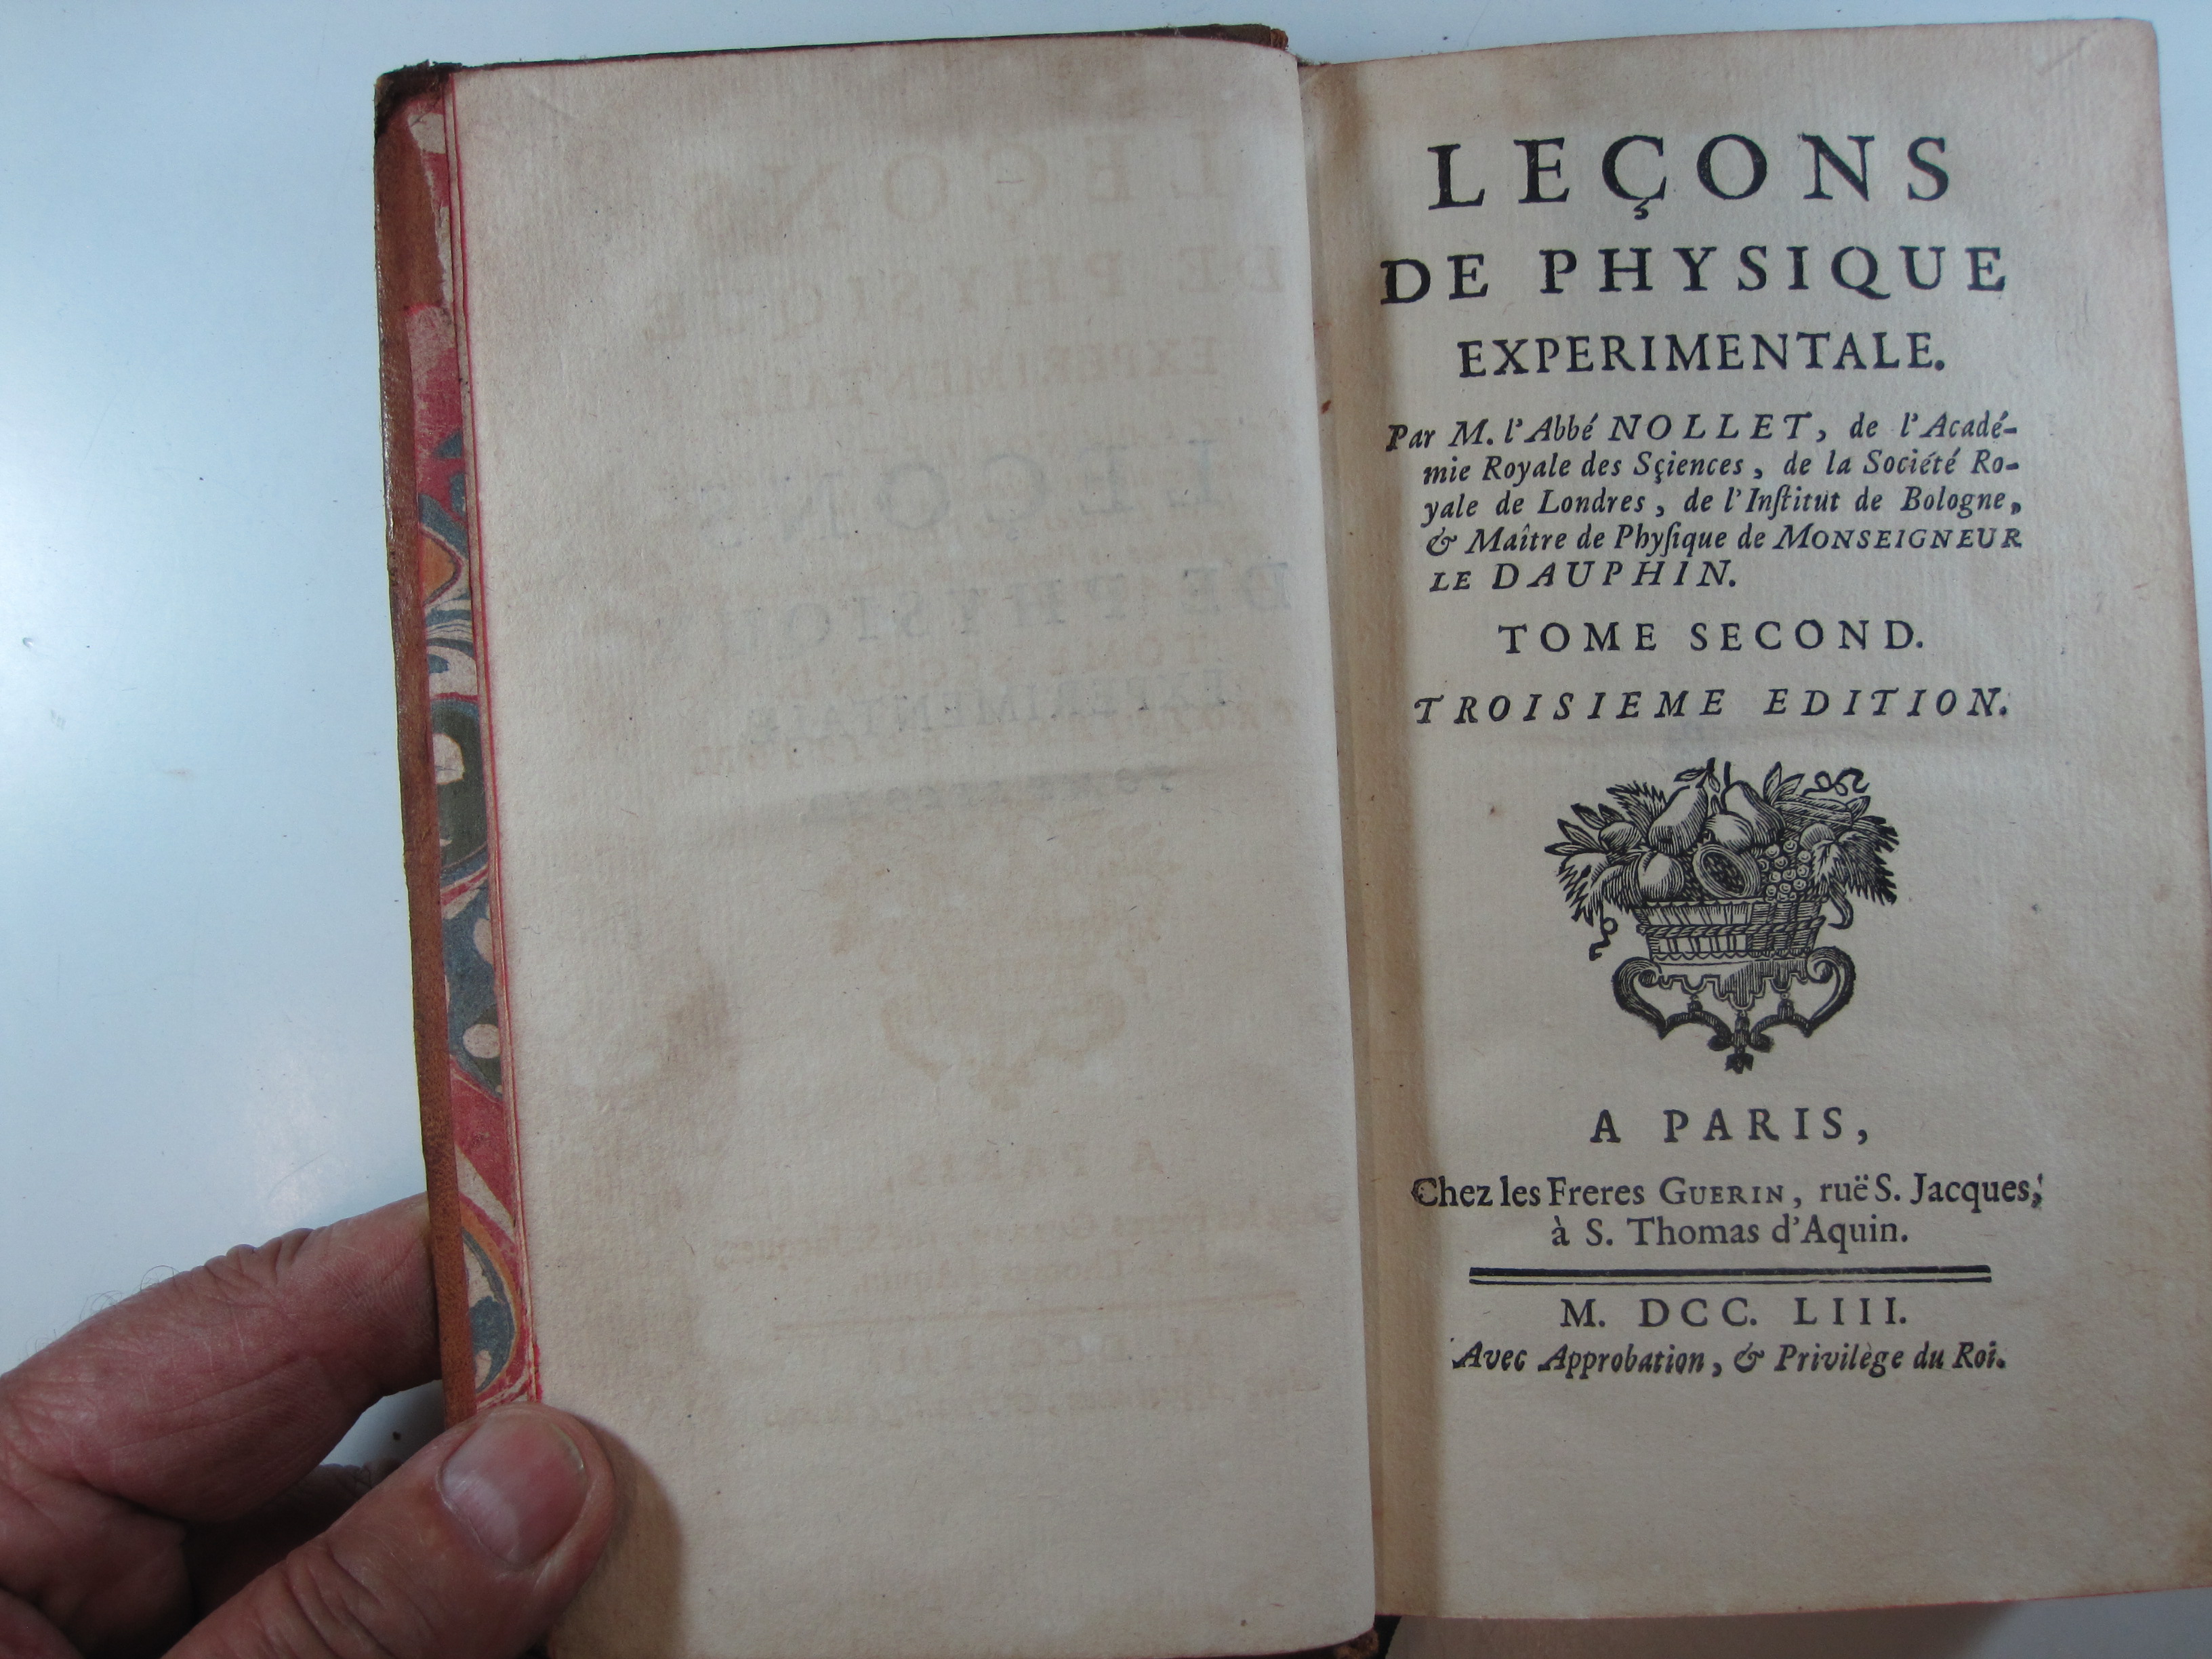 LEÇONS
DE PHYSIQUE
EXPERIMENTALE.
Par M. l'Abbé NOLLET, de l'Acadé-
mie Royale des Sçiences, de la Société Ro-
yale de Londres, de l'Inſtitut de Bologne,
& Maître de Phyſique de MONSEIGNEUR
LE DAUPHIN.
TOME SECOND.
TROISIEME EDITION.
A PARIS,
Chez les Freres GUERIN, ruë S. Jacques,
à S. Thomas d'Aquin.
M. DCC. LIII.
Avec Approbation, & Privilège du Roi.